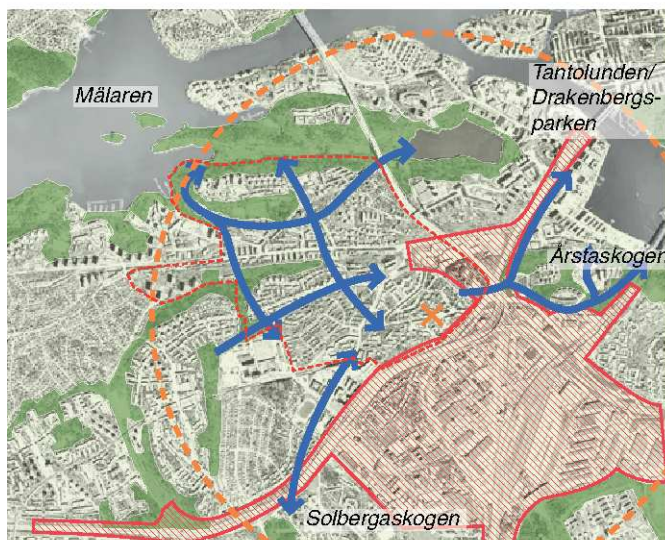 Mälaren
Tantolunden/
Drakenbergs-
parken
Årstaskogen
Solbergaskogen